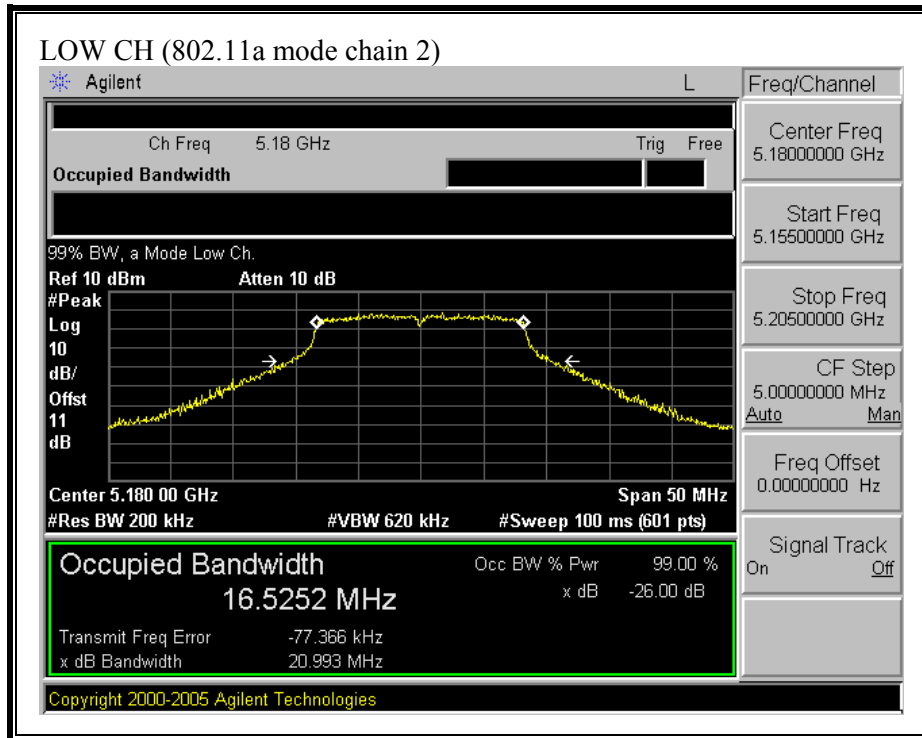 LOW CH (802.11a mode chain 2)
Agilent L Freq/Channel
Ch Freq 5.18 GHz Trig Free
Occupied Bandwidth
Center Freq
5.18000000 GHz
Start Freq
5.15500000 GHz
Stop Freq
5.20500000 GHz
CF Step
5.00000000 MHz
Auto Man
Freq Offset
0.00000000 Hz
Signal Track
On Off
99% BW, a Mode Low Ch.
Ref 10 dBm Atten 10 dB
#Peak
Log
10
dB/
Offst
11
dB
Center 5.180 00 GHz Span 50 MHz
#Res BW 200 kHz #VBW 620 kHz #Sweep 100 ms (601 pts)
Occupied Bandwidth Occ BW % Pwr 99.00 %
16.5252 MHz x dB -26.00 dB
Transmit Freq Error -77.366 kHz
x dB Bandwidth 20.993 MHz
Copyright 2000-2005 Agilent Technologies